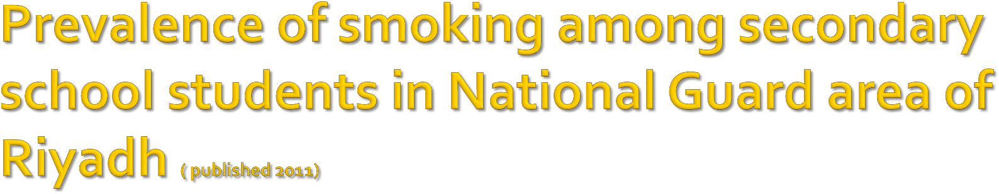 Prevalence of smoking among secondary
school students in National Guard area of
Riyadh ( published 2011)